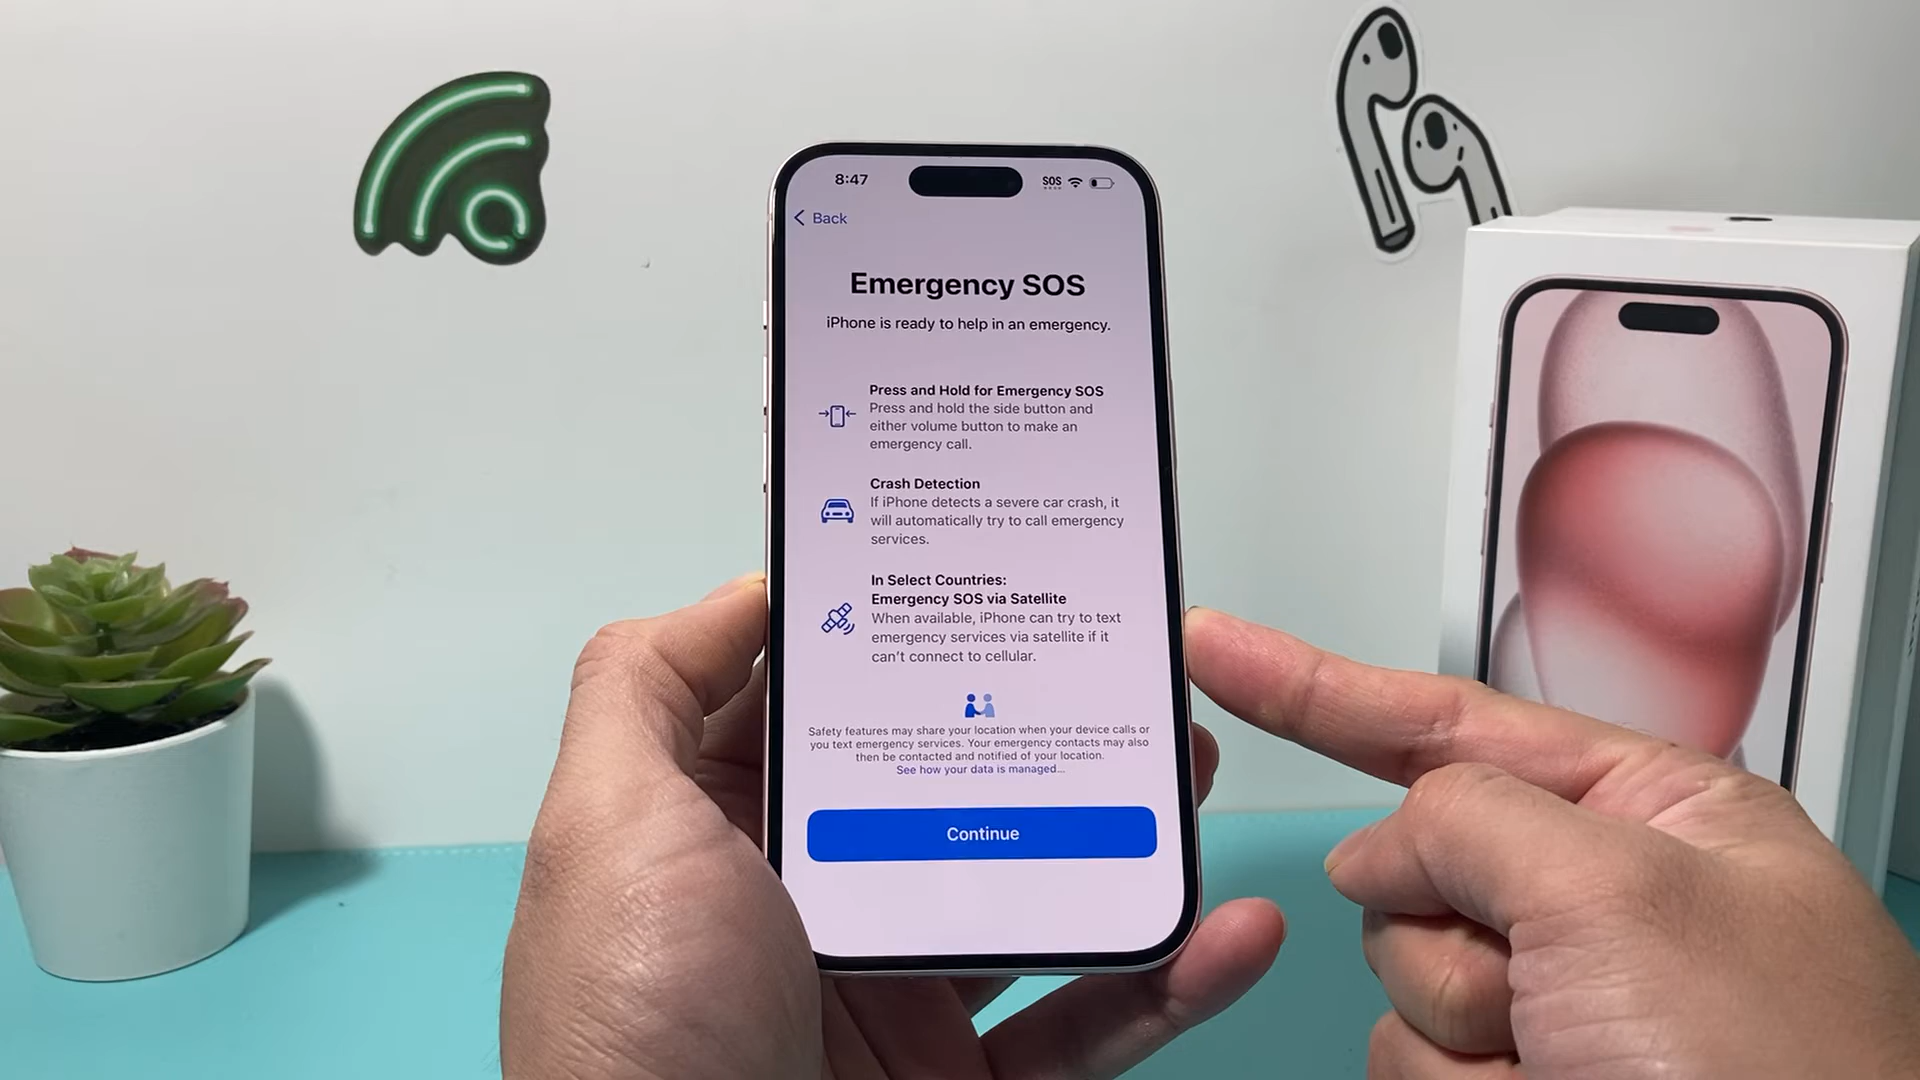 8:47
SOS
Back
Emergency SOS
iPhone is ready to help in an emergency.
Press and Hold for Emergency SOS
Press and hold the side button and
either volume button to make an
emergency call.
Crash Detection
If iPhone detects a severe car crash, it
will automatically try to call emergency
services.
In Select Countries:
Emergency SOS via Satellite
When available, iPhone can try to text
emergency services via satellite if it
can't connect to cellular.
Safety features may share your location when your device calls or
you text emergency services. Your emergency contacts may also
then be contacted and notified of your location.
See how your data is managed...
Continue